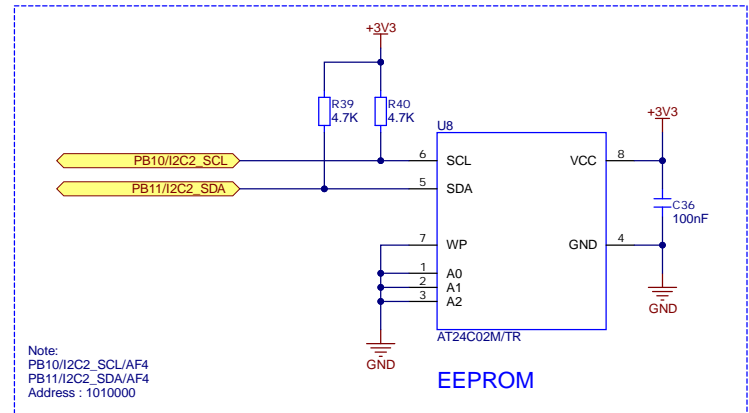 +3V3
R39
4.7K
R40
4.7K
+3V3
U8
PB10/I2C2_SCL
6
SCL
VCC
8
PB11/I2C2_SDA
5
SDA
C36
100nF
7
WP
GND
4
1
A0
2
A1
3
A2
GND
AT24C02M/TR
GND
EEPROM
Note:
PB10/I2C2_SCL/AF4
PB11/I2C2_SDA/AF4
Address : 1010000